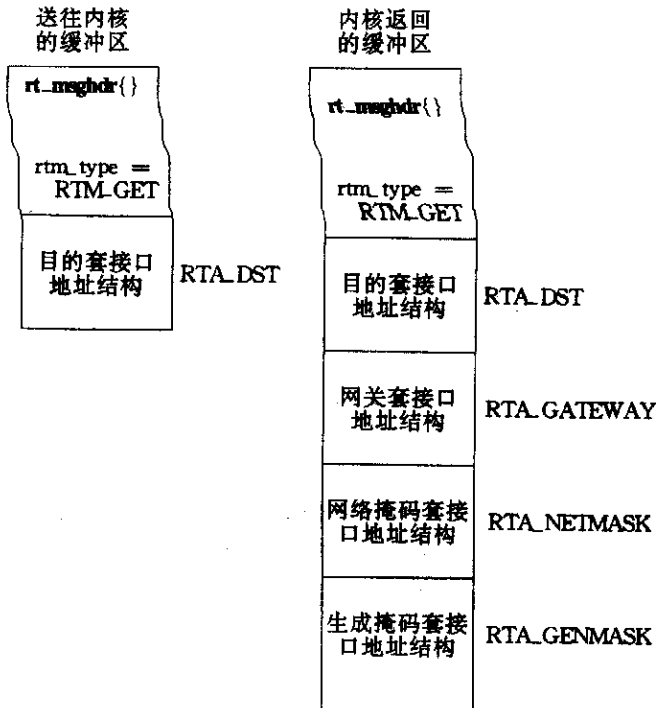 送往内核
的缓冲区
rt_msghdr{}
rtm_type =
RTM_GET
目的套接口
地址结构
RTA_DST
内核返回
的缓冲区
rt_msghdr{}
rtm_type =
RTM_GET
目的套接口
地址结构
RTA_DST
网关套接口
地址结构
RTA_GATEWAY
网络掩码套接
口地址结构
RTA_NETMASK
生成掩码套接
口地址结构
RTA_GENMASK